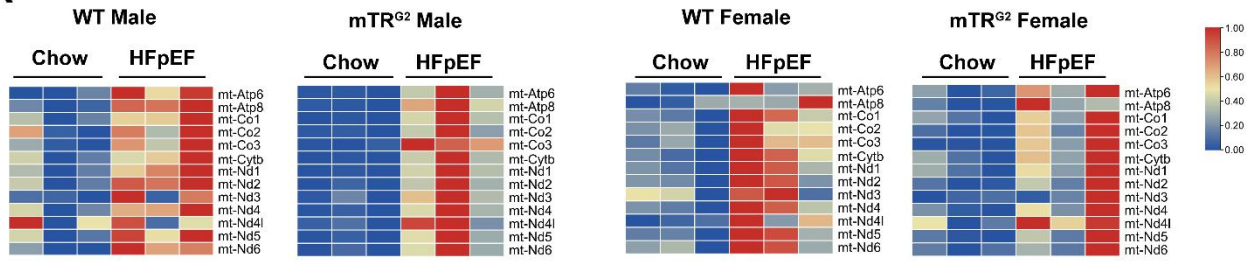 WT Male
mTRG2 Male
WT Female
mTRG2 Female
Chow HFpEF
Chow HFpEF
Chow HFpEF
Chow HFpEF
mt-Atp6
mt-Atp8
mt-Co1
mt-Co2
mt-Co3
mt-Cytb
mt-Nd1
mt-Nd2
mt-Nd3
mt-Nd4
mt-Nd4l
mt-Nd5
mt-Nd6
mt-Atp6
mt-Atp8
mt-Co1
mt-Co2
mt-Co3
mt-Cytb
mt-Nd1
mt-Nd2
mt-Nd3
mt-Nd4
mt-Nd4l
mt-Nd5
mt-Nd6
mt-Atp6
mt-Atp8
mt-Co1
mt-Co2
mt-Co3
mt-Cytb
mt-Nd1
mt-Nd2
mt-Nd3
mt-Nd4
mt-Nd4l
mt-Nd5
mt-Nd6
mt-Atp6
mt-Atp8
mt-Co1
mt-Co2
mt-Co3
mt-Cytb
mt-Nd1
mt-Nd2
mt-Nd3
mt-Nd4
mt-Nd4l
mt-Nd5
mt-Nd6
1.00
0.80
0.60
0.40
0.20
0.00